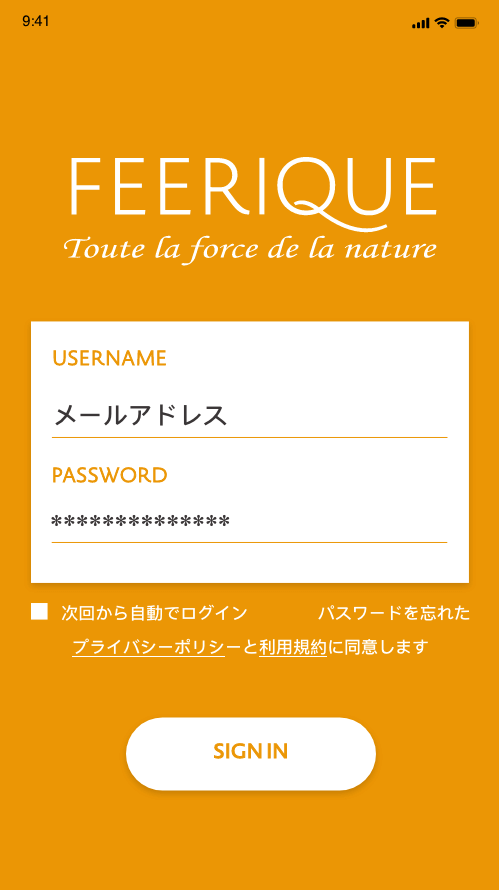 9:41
FEERIQUE
Toute la force de la nature
USERNAME
メールアドレス
PASSWORD
**************
次回から自動でログイン パスワードを忘れた
プライバシーポリシーと利用規約に同意します
SIGN IN